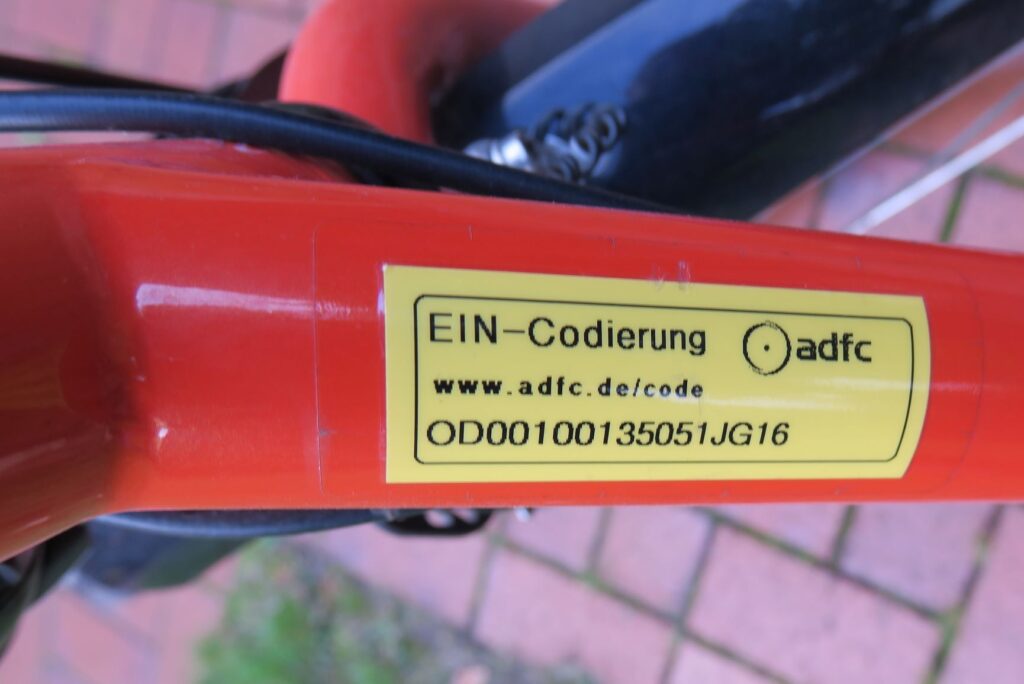 EIN-Codierung
adfc
www.adfc.de/code
OD00100135051JG16